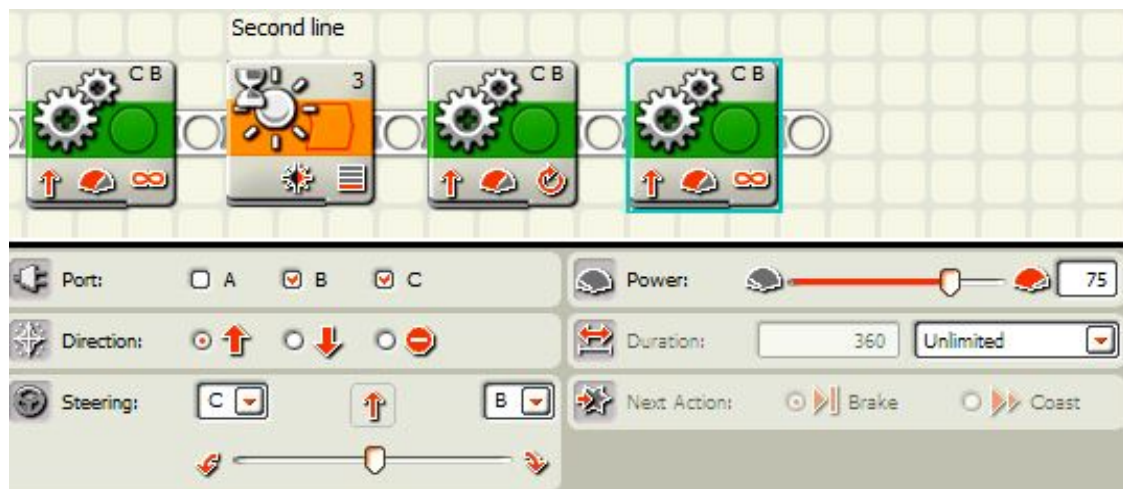 Second line
C B
3
C B
C B
Port: A B C
Power: 75
Direction:
Duration: 360 Unlimited
Steering: C B
Next Action: Brake Coast